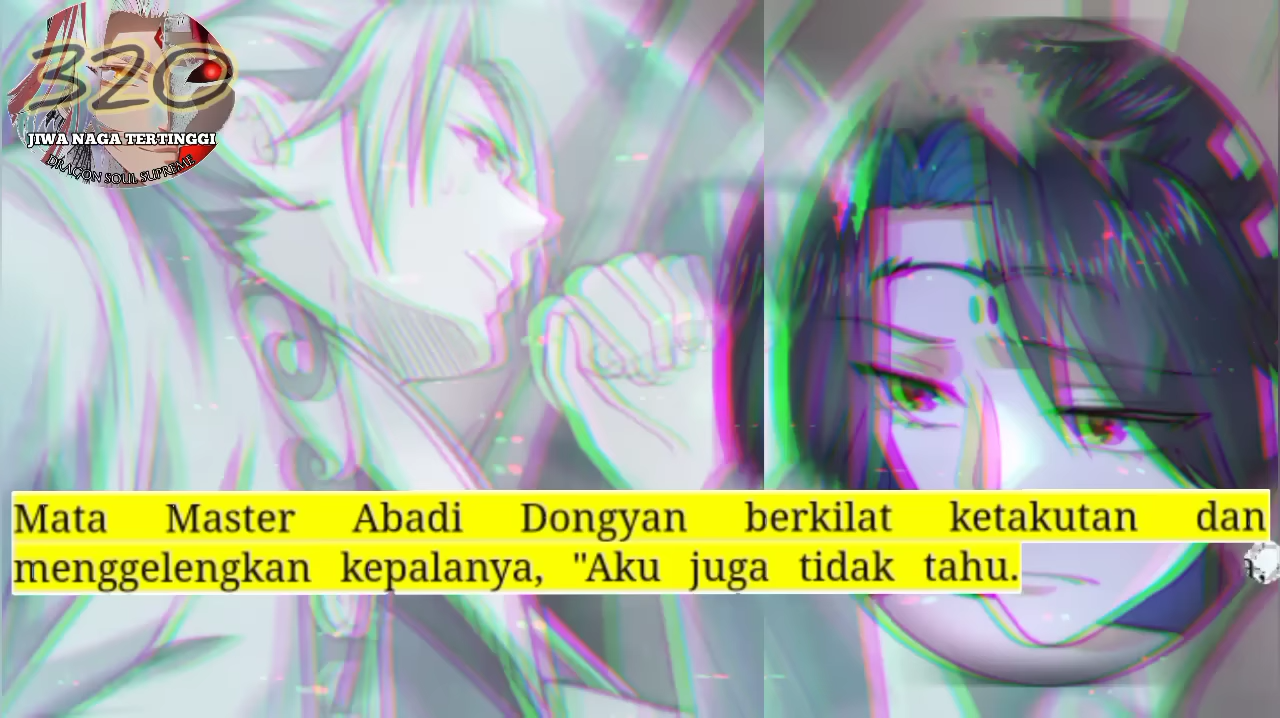 320
JIWA NAGA TERTINGGI
DRAGON SOUL SUPREME
Mata Master Abadi Dongyan berkilat ketakutan dan
menggelengkan kepalanya, "Aku juga tidak tahu.